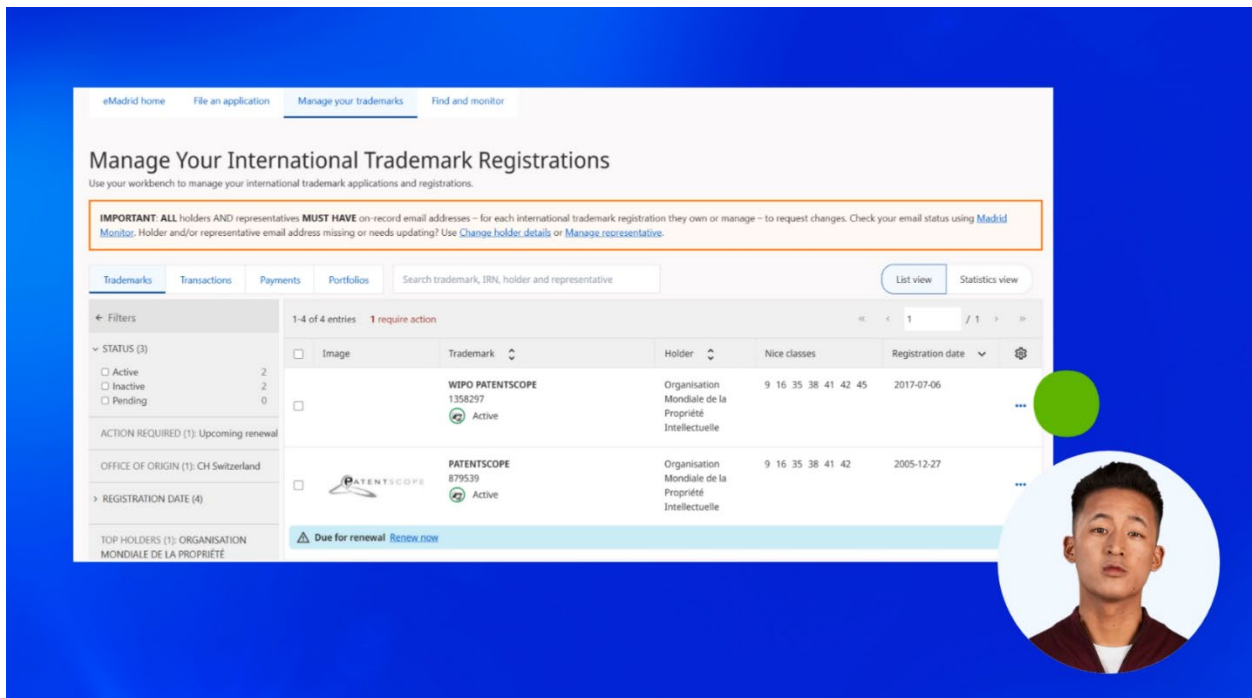 eMadrid home File an application Manage your trademarks Find and monitor
Manage Your International Trademark Registrations
Use your workbench to manage your international trademark applications and registrations.
IMPORTANT: ALL holders AND representatives MUST HAVE on-record email addresses – for each international trademark registration they own or manage – to request changes. Check your email status using Madrid
Monitor. Holder and/or representative email address missing or needs updating? Use Change holder details or Manage representative.
Trademarks Transactions Payments Portfolios Search trademark, IRN, holder and representative List view Statistics view
← Filters 1-4 of 4 entries 1 require action « < 1 / 1 > »
STATUS (3) Image Trademark Holder Nice classes Registration date
Active 2
Inactive 2
Pending 0
ACTION REQUIRED (1): Upcoming renewal
OFFICE OF ORIGIN (1): CH Switzerland
> REGISTRATION DATE (4)
TOP HOLDERS (1): ORGANISATION
MONDIALE DE LA PROPRIÉTÉ
WIPO PATENTSCOPE Organisation 9 16 35 38 41 42 45 2017-07-06
1358297 Mondiale de la
Active Propriété
Intellectuelle
PATENTSCOPE PATENTSCOPE Organisation 9 16 35 38 41 42 2005-12-27
879539 Mondiale de la
Active Propriété
Intellectuelle
Due for renewal Renew now